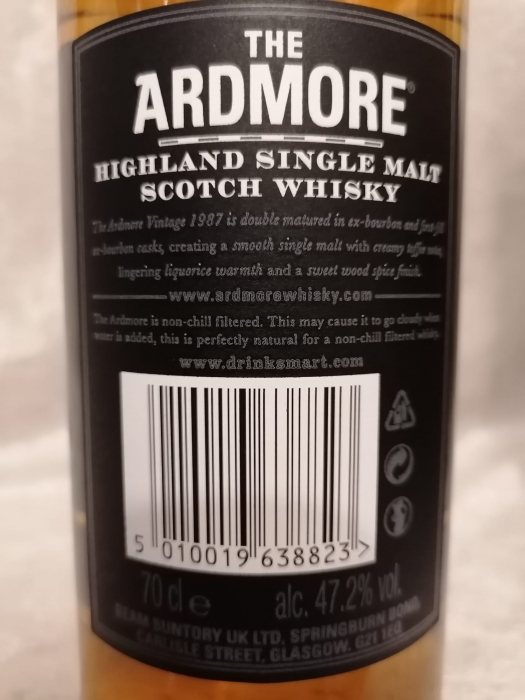 THE
ARDMORE®
HIGHLAND SINGLE MALT
SCOTCH WHISKY
The Ardmore Vintage 1987 is double matured in ex-bourbon and first-fill
ex-bourbon casks, creating a smooth single malt with creamy toffee notes,
lingering liquorice warmth and a sweet wood spice finish.
www.ardmorewhisky.com
The Ardmore is non-chill filtered. This may cause it to go cloudy when
water is added, this is perfectly natural for a non-chill filtered whisky.
www.drinksmart.com
5 010019 638823 >
70 cl e alc. 47.2% vol.
BEAM SUNTORY UK LTD, SPRINGBURN BOND,
CARLISLE STREET, GLASGOW. G21 1EQ